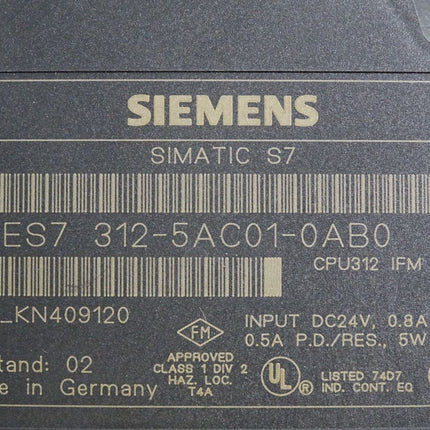 SIEMENS
SIMATIC S7
ES7 312-5AC01-0AB0
CPU312 IFM
_KN409120
FM
INPUT DC24V, 0.8A
0.5A P.D./RES., 5W
APPROVED
CLASS 1 DIV 2
HAZ. LOC.
T4A
UL
LISTED 74D7
IND. CONT. EQ
stand: 02
e in Germany